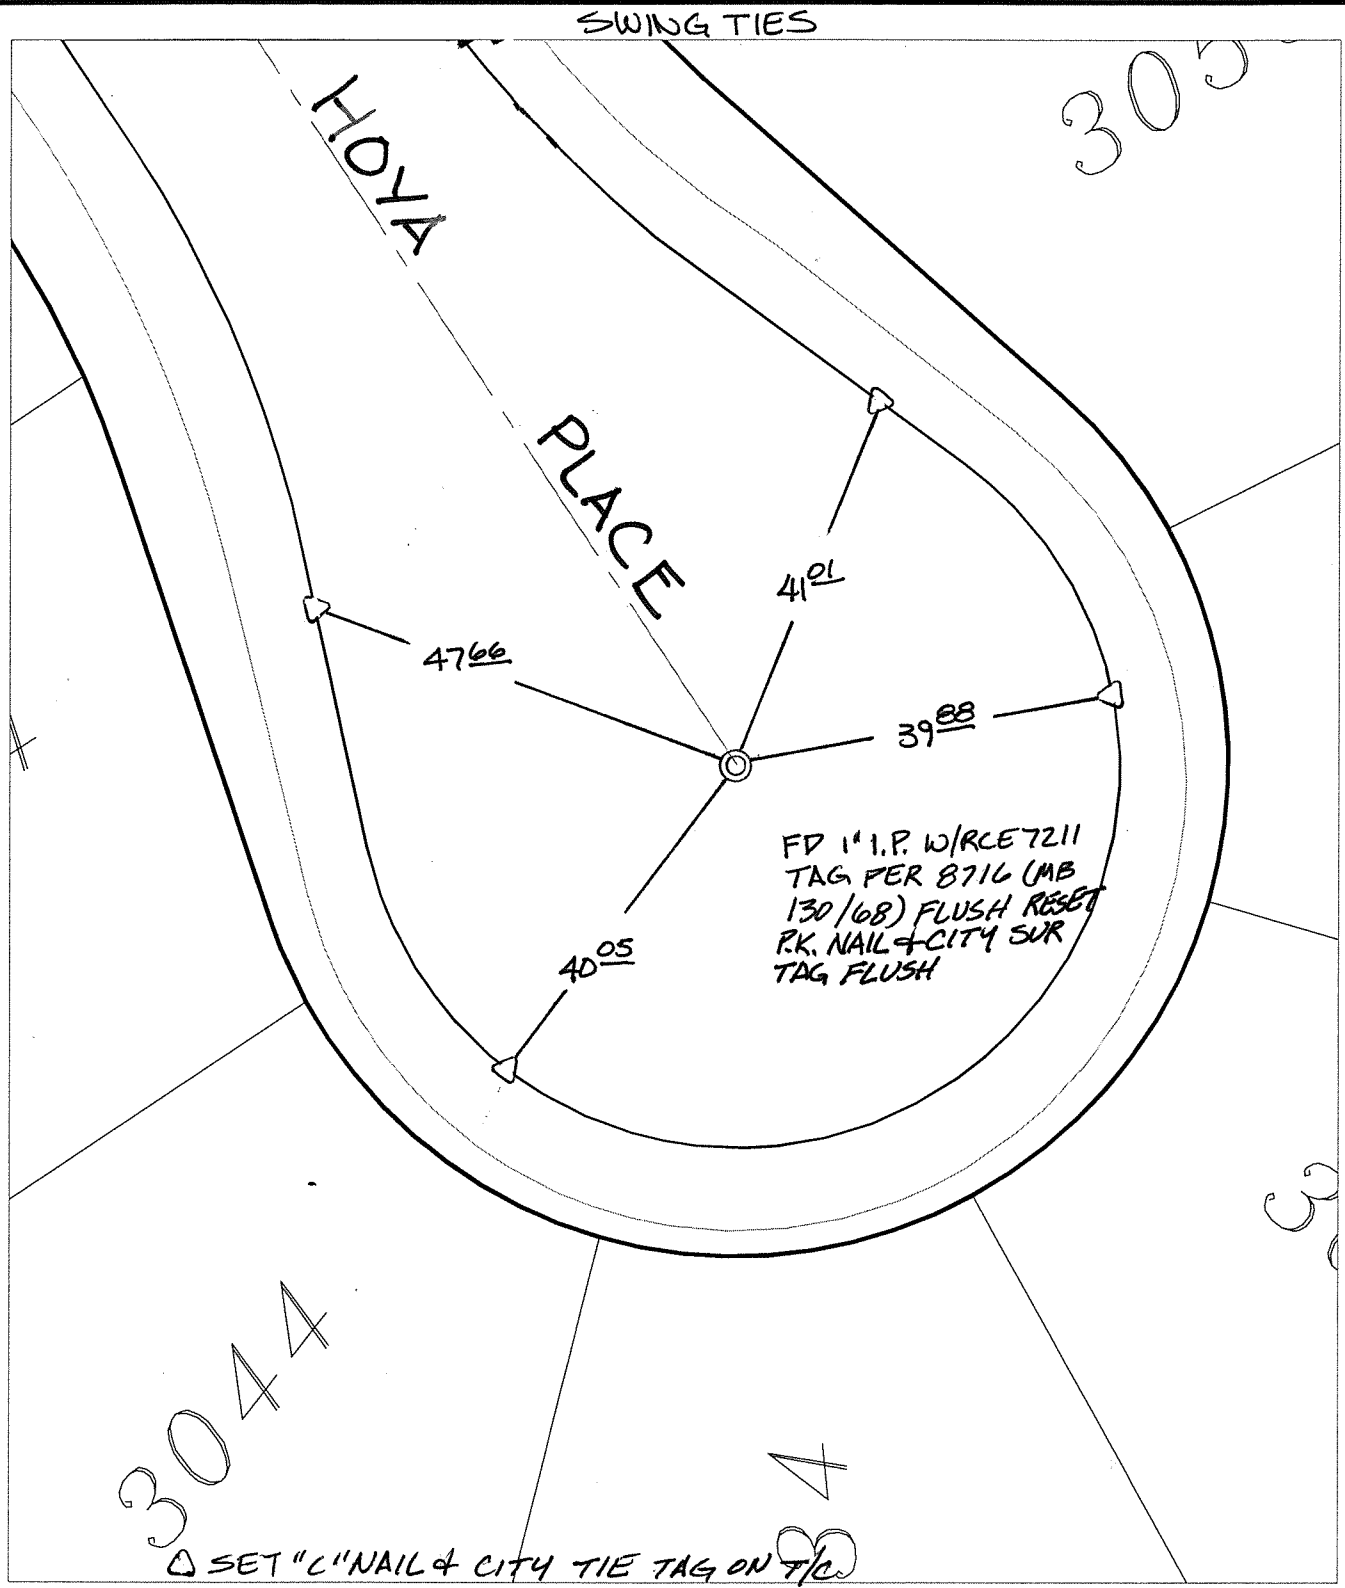 SWING TIES
305
HOYA
PLACE
41 01
47 66
39 88
FD 1" I.P. W/RCE 7211
TAG PER 8716 (MB
130/68) FLUSH RESET
P.K. NAIL & CITY SUR
TAG FLUSH
40 05
3044
△ SET "C" NAIL & CITY TIE TAG ON T/C